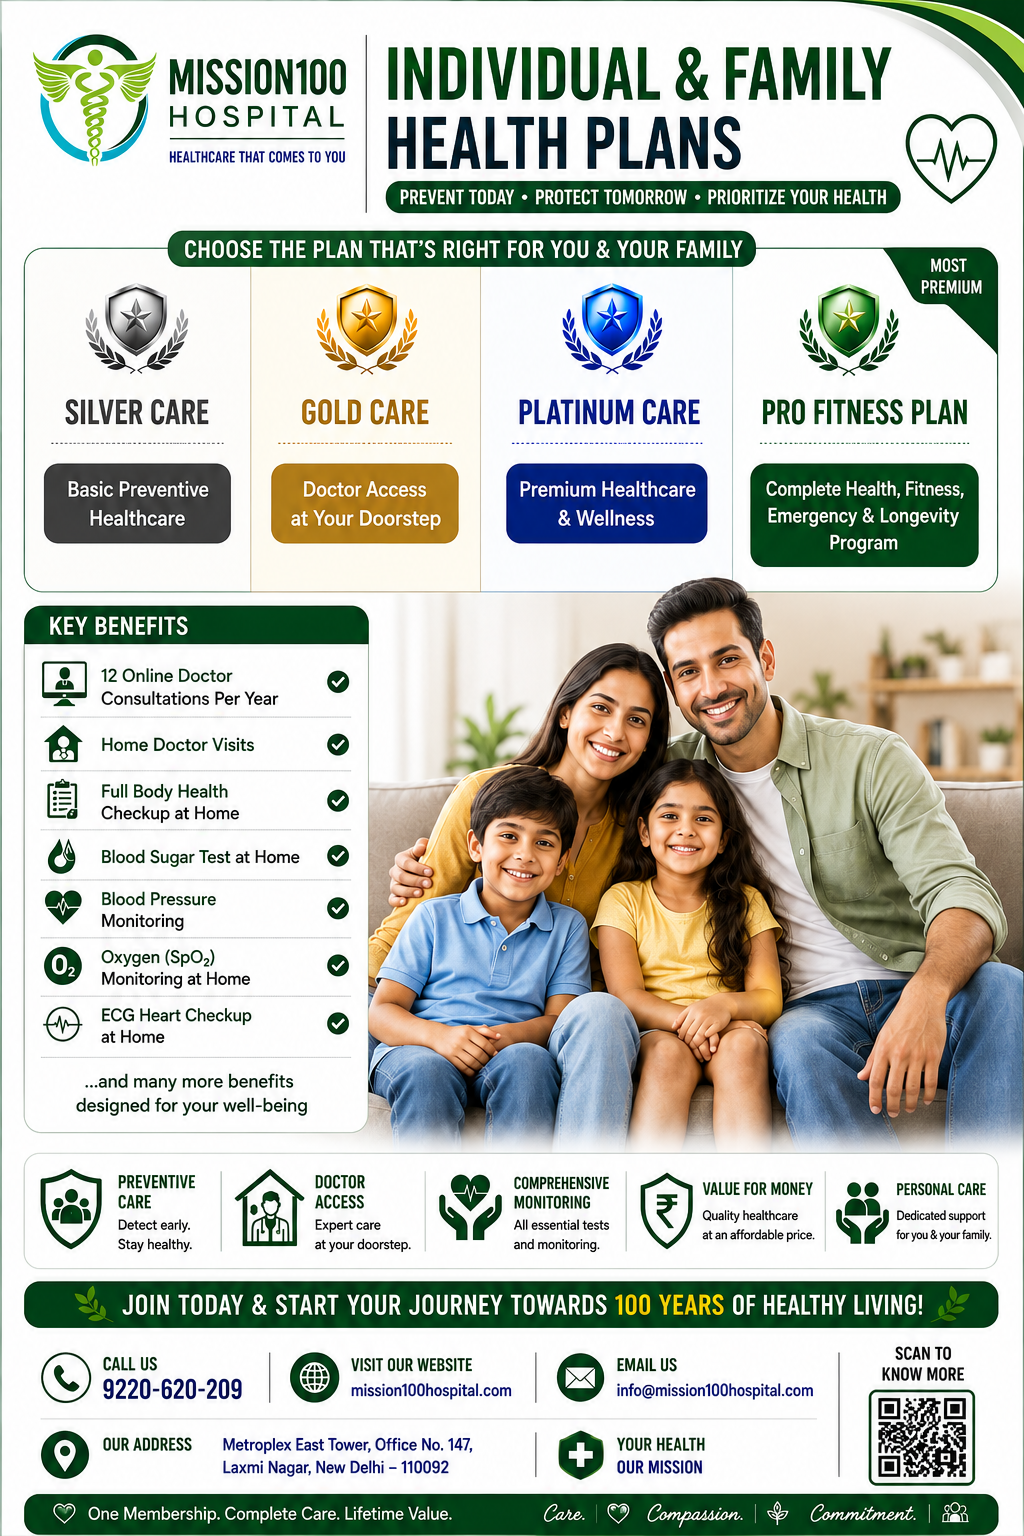 MISSION100
HOSPITAL
HEALTHCARE THAT COMES TO YOU
INDIVIDUAL & FAMILY
HEALTH PLANS
PREVENT TODAY • PROTECT TOMORROW • PRIORITIZE YOUR HEALTH
CHOOSE THE PLAN THAT'S RIGHT FOR YOU & YOUR FAMILY
MOST
PREMIUM
SILVER CARE
Basic Preventive
Healthcare
GOLD CARE
Doctor Access
at Your Doorstep
PLATINUM CARE
Premium Healthcare
& Wellness
PRO FITNESS PLAN
Complete Health, Fitness,
Emergency & Longevity
Program
KEY BENEFITS
12 Online Doctor
Consultations Per Year
Home Doctor Visits
Full Body Health
Checkup at Home
Blood Sugar Test at Home
Blood Pressure
Monitoring
O₂
Oxygen (SpO₂)
Monitoring at Home
ECG Heart Checkup
at Home
...and many more benefits
designed for your well-being
PREVENTIVE
CARE
Detect early.
Stay healthy.
DOCTOR
ACCESS
Expert care
at your doorstep.
COMPREHENSIVE
MONITORING
All essential tests
and monitoring.
₹
VALUE FOR MONEY
Quality healthcare
at an affordable price.
PERSONAL CARE
Dedicated support
for you & your family.
JOIN TODAY & START YOUR JOURNEY TOWARDS 100 YEARS OF HEALTHY LIVING!
CALL US
9220-620-209
VISIT OUR WEBSITE
mission100hospital.com
EMAIL US
info@mission100hospital.com
SCAN TO
KNOW MORE
OUR ADDRESS
Metroplex East Tower, Office No. 147,
Laxmi Nagar, New Delhi – 110092
YOUR HEALTH
OUR MISSION
One Membership. Complete Care. Lifetime Value.
Care. Compassion. Commitment.